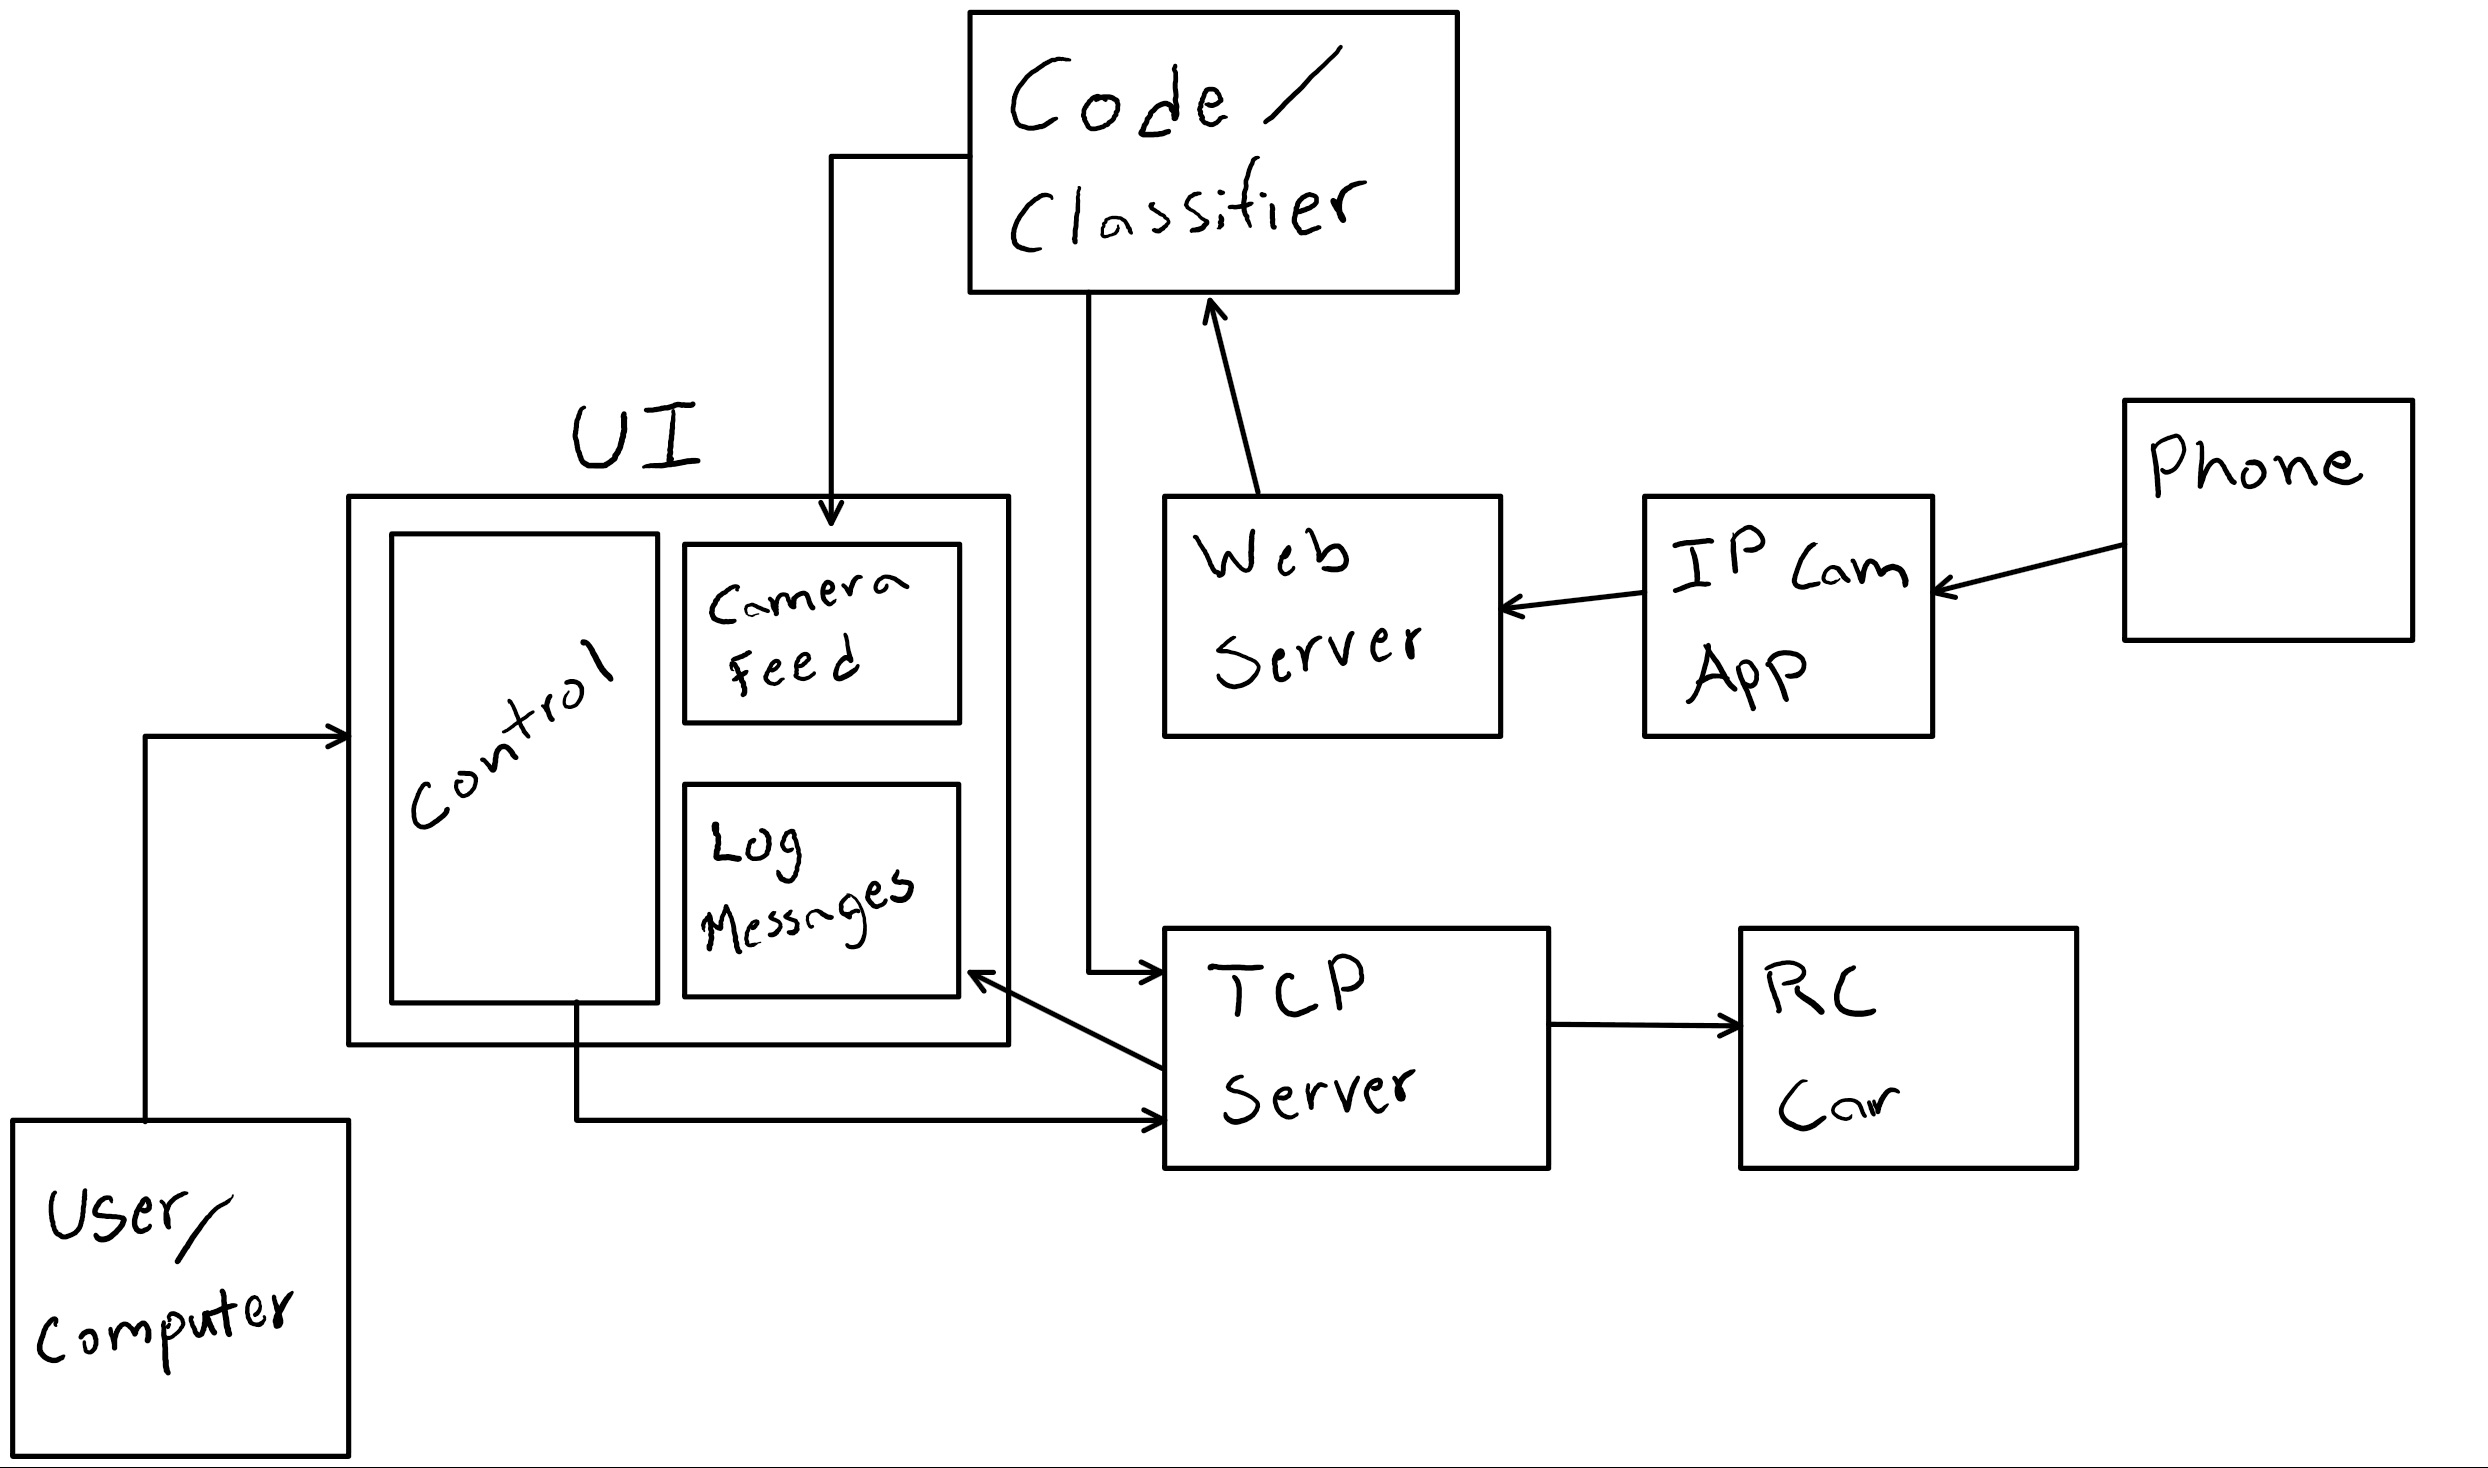 Code /
Classifier
UI
Phone
Web
Server
IP Cam
App
Camera
Feed
Control
Log
Messages
TCP
Server
RC
Car
User/
Computer